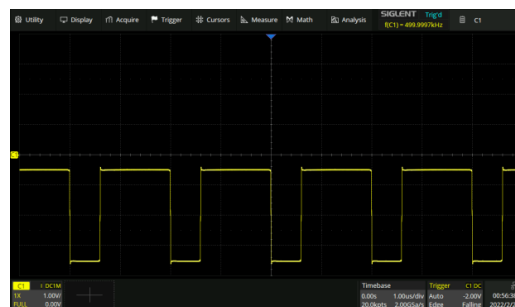 Utility Display Acquire Trigger Cursors Measure Math Analysis SIGLENT Trig'd C1
f(C1) = 499.9997kHz
C1
C1 DC1M Timebase Trigger C1 DC
1X 1.00V/ 0.00s 1.00us/div Auto -2.00V 00:56:38
FULL 0.00V 20.0kpts 2.00GSa/s Edge Falling